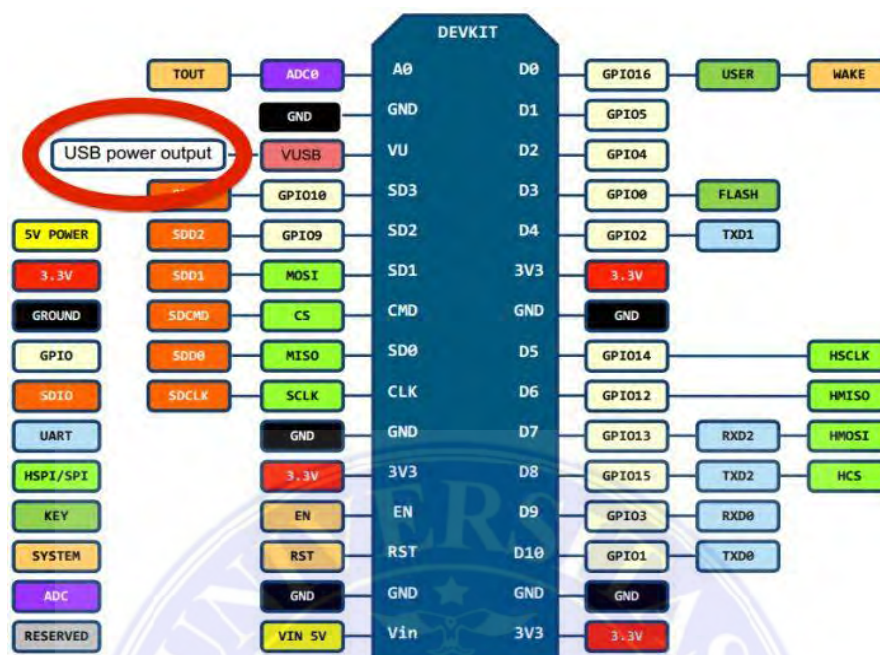 DEVKIT
TOUT ADC0 A0 D0 GPIO16 USER WAKE
GND GND D1 GPIO5
USB power output VUSB VU D2 GPIO4
GPIO10 SD3 D3 GPIO0 FLASH
5V POWER SDD2 GPIO9 SD2 D4 GPIO2 TXD1
3.3V SDD1 MOSI SD1 3V3 3.3V
GROUND SDCMD CS CMD GND GND
GPIO SDD0 MISO SD0 D5 GPIO14 HSCLK
SDIO SDCLK SCLK CLK D6 GPIO12 HMISO
UART GND GND D7 GPIO13 RXD2 HMOSI
HSPI/SPI 3.3V 3V3 D8 GPIO15 TXD2 HCS
KEY EN EN D9 GPIO3 RXD0
SYSTEM RST RST D10 GPIO1 TXD0
ADC GND GND GND GND
RESERVED VIN 5V Vin 3V3 3.3V